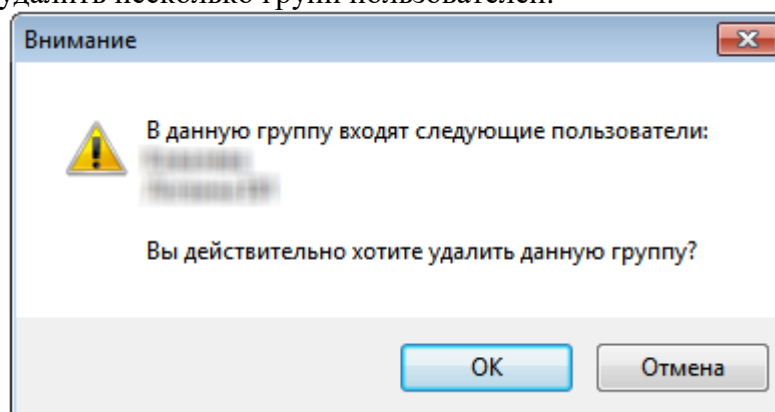 удалить несколько групп пользователей.
Внимание
В данную группу входят следующие пользователи:
Вы действительно хотите удалить данную группу?
OK
Отмена